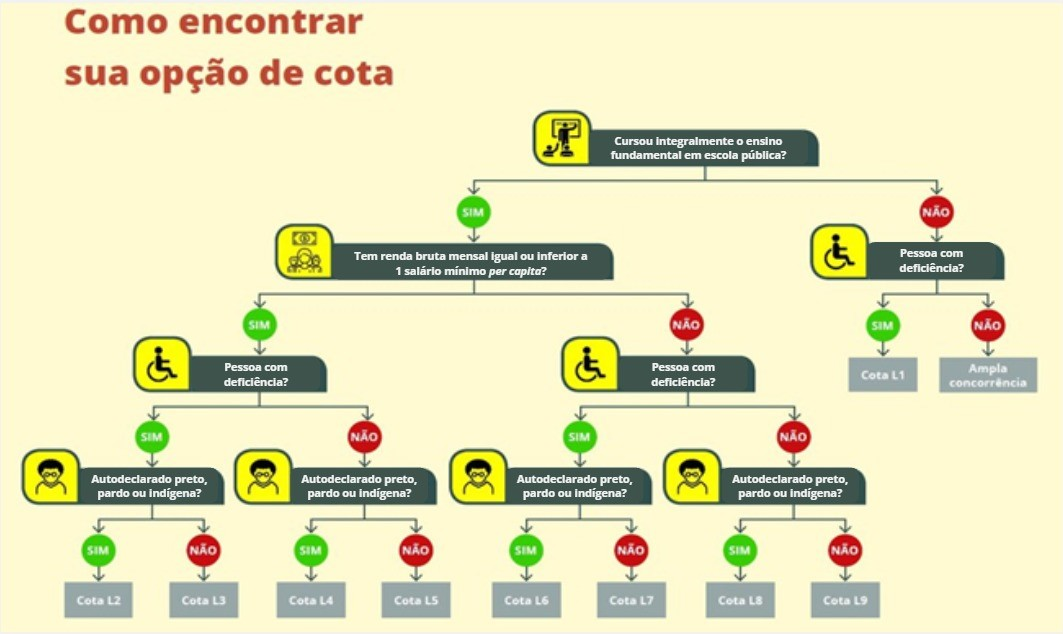 Como encontrar
sua opção de cota
Cursou integralmente o ensino
fundamental em escola pública?
SIM
NÃO
Tem renda bruta mensal igual ou inferior a
1 salário mínimo per capita?
Pessoa com
deficiência?
SIM
NÃO
SIM
NÃO
Pessoa com
deficiência?
Pessoa com
deficiência?
Cota L1
Ampla
concorrência
SIM
NÃO
SIM
NÃO
Autodeclarado preto,
pardo ou indígena?
Autodeclarado preto,
pardo ou indígena?
Autodeclarado preto,
pardo ou indígena?
Autodeclarado preto,
pardo ou indígena?
SIM
NÃO
SIM
NÃO
SIM
NÃO
SIM
NÃO
Cota L2
Cota L3
Cota L4
Cota L5
Cota L6
Cota L7
Cota L8
Cota L9